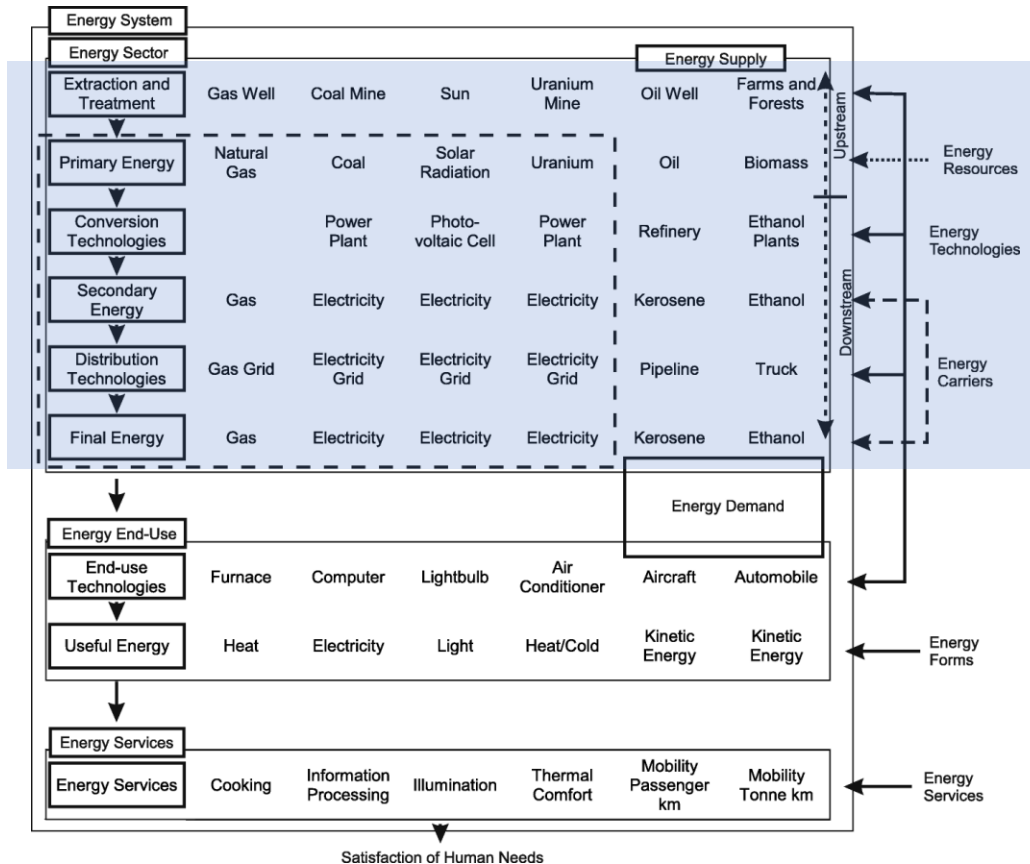 Energy System
Energy Sector
Energy Supply
Extraction and
Treatment
Gas Well
Coal Mine
Sun
Uranium
Mine
Oil Well
Farms and
Forests
Upstream
Primary Energy
Natural
Gas
Coal
Solar
Radiation
Uranium
Oil
Biomass
Energy
Resources
Conversion
Technologies
Power
Plant
Photo-
voltaic Cell
Power
Plant
Refinery
Ethanol
Plants
Energy
Technologies
Downstream
Secondary
Energy
Gas
Electricity
Electricity
Electricity
Kerosene
Ethanol
Distribution
Technologies
Gas Grid
Electricity
Grid
Electricity
Grid
Electricity
Grid
Pipeline
Truck
Energy
Carriers
Final Energy
Gas
Electricity
Electricity
Electricity
Kerosene
Ethanol
Energy Demand
Energy End-Use
End-use
Technologies
Furnace
Computer
Lightbulb
Air
Conditioner
Aircraft
Automobile
Useful Energy
Heat
Electricity
Light
Heat/Cold
Kinetic
Energy
Kinetic
Energy
Energy
Forms
Energy Services
Energy Services
Cooking
Information
Processing
Illumination
Thermal
Comfort
Mobility
Passenger
km
Mobility
Tonne km
Energy
Services
Satisfaction of Human Needs